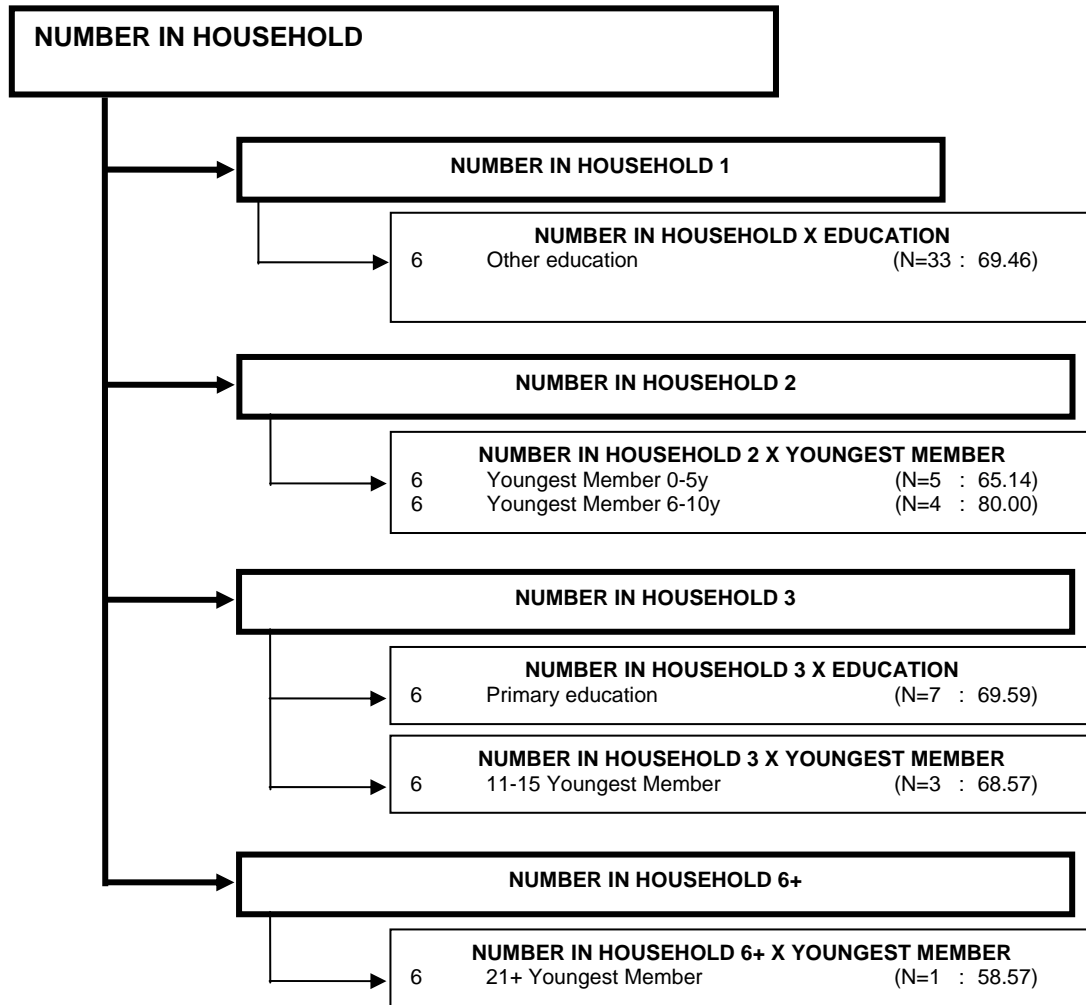 NUMBER IN HOUSEHOLD
NUMBER IN HOUSEHOLD 1
NUMBER IN HOUSEHOLD X EDUCATION
6 Other education (N=33 : 69.46)
NUMBER IN HOUSEHOLD 2
NUMBER IN HOUSEHOLD 2 X YOUNGEST MEMBER
6 Youngest Member 0-5y (N=5 : 65.14)
6 Youngest Member 6-10y (N=4 : 80.00)
NUMBER IN HOUSEHOLD 3
NUMBER IN HOUSEHOLD 3 X EDUCATION
6 Primary education (N=7 : 69.59)
NUMBER IN HOUSEHOLD 3 X YOUNGEST MEMBER
6 11-15 Youngest Member (N=3 : 68.57)
NUMBER IN HOUSEHOLD 6+
NUMBER IN HOUSEHOLD 6+ X YOUNGEST MEMBER
6 21+ Youngest Member (N=1 : 58.57)